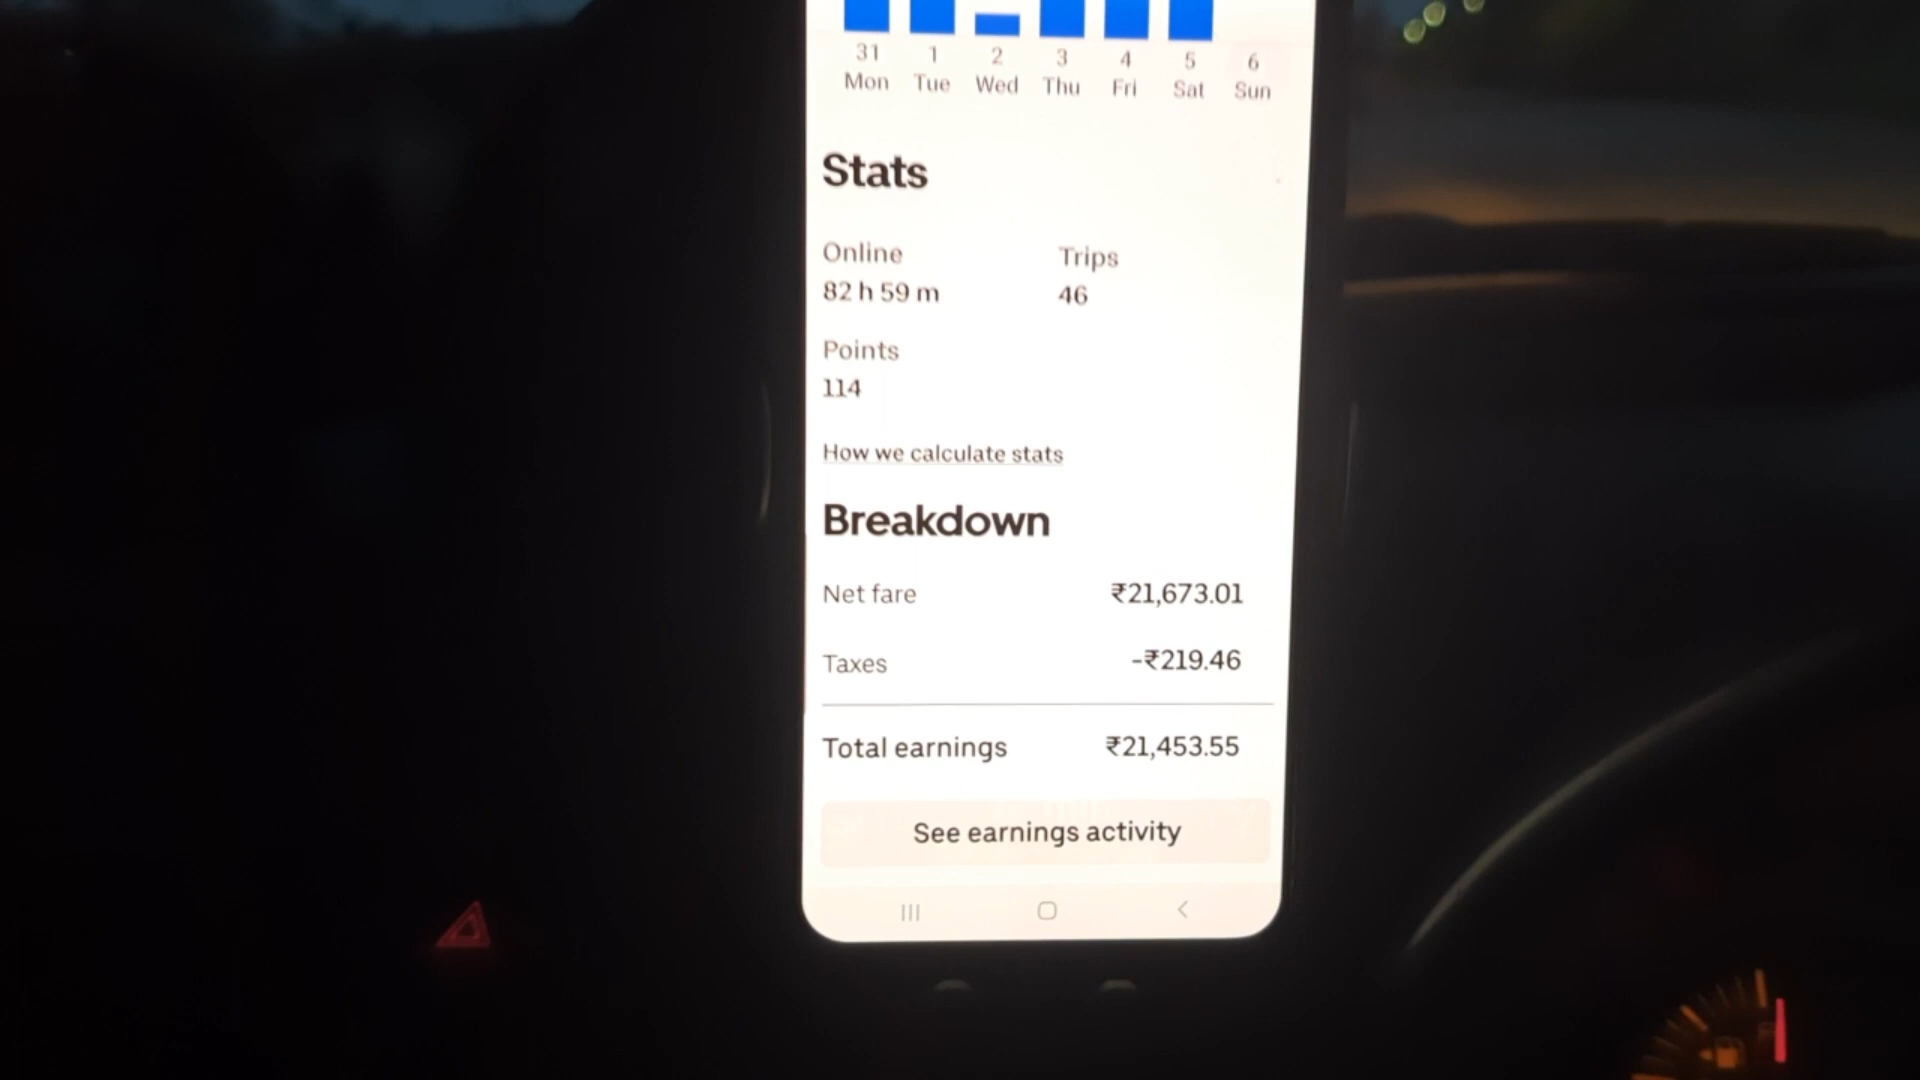 31 1 2 3 4 5 6
Mon Tue Wed Thu Fri Sat Sun
Stats
Online Trips
82 h 59 m 46
Points
114
How we calculate stats
Breakdown
Net fare ₹21,673.01
Taxes -₹219.46
Total earnings ₹21,453.55
See earnings activity